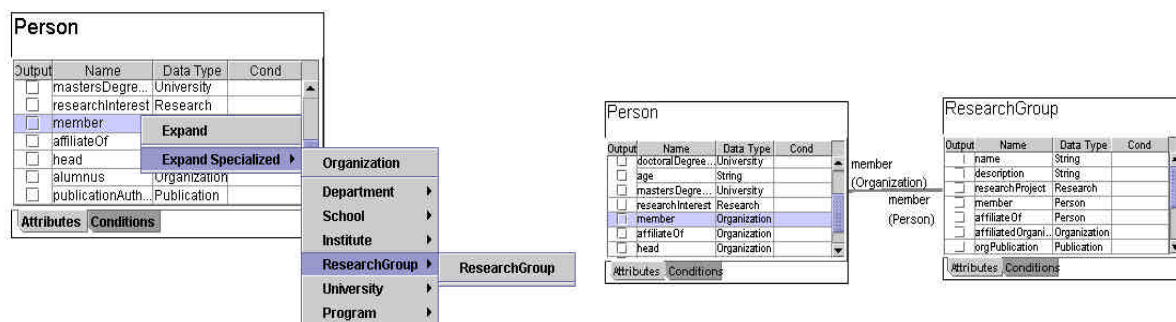 Person
Output Name Data Type Cond
mastersDegre... University
researchInterest Research
member
affiliateOf
head
alumnus Organization
publicationAuth... Publication
Attributes Conditions
Expand
Expand Specialized
Organization
Department
School
Institute
ResearchGroup
University
Program
ResearchGroup
Person
Output Name Data Type Cond
doctoralDegree... University
age String
mastersDegre... University
researchInterest Research
member Organization
affiliateOf Organization
head Organization
Attributes Conditions
member
(Organization)
member
(Person)
ResearchGroup
Output Name Data Type Cond
name String
description String
researchProject Research
member Person
affiliateOf Person
affiliatedOrgani... Organization
orgPublication Publication
Attributes Conditions